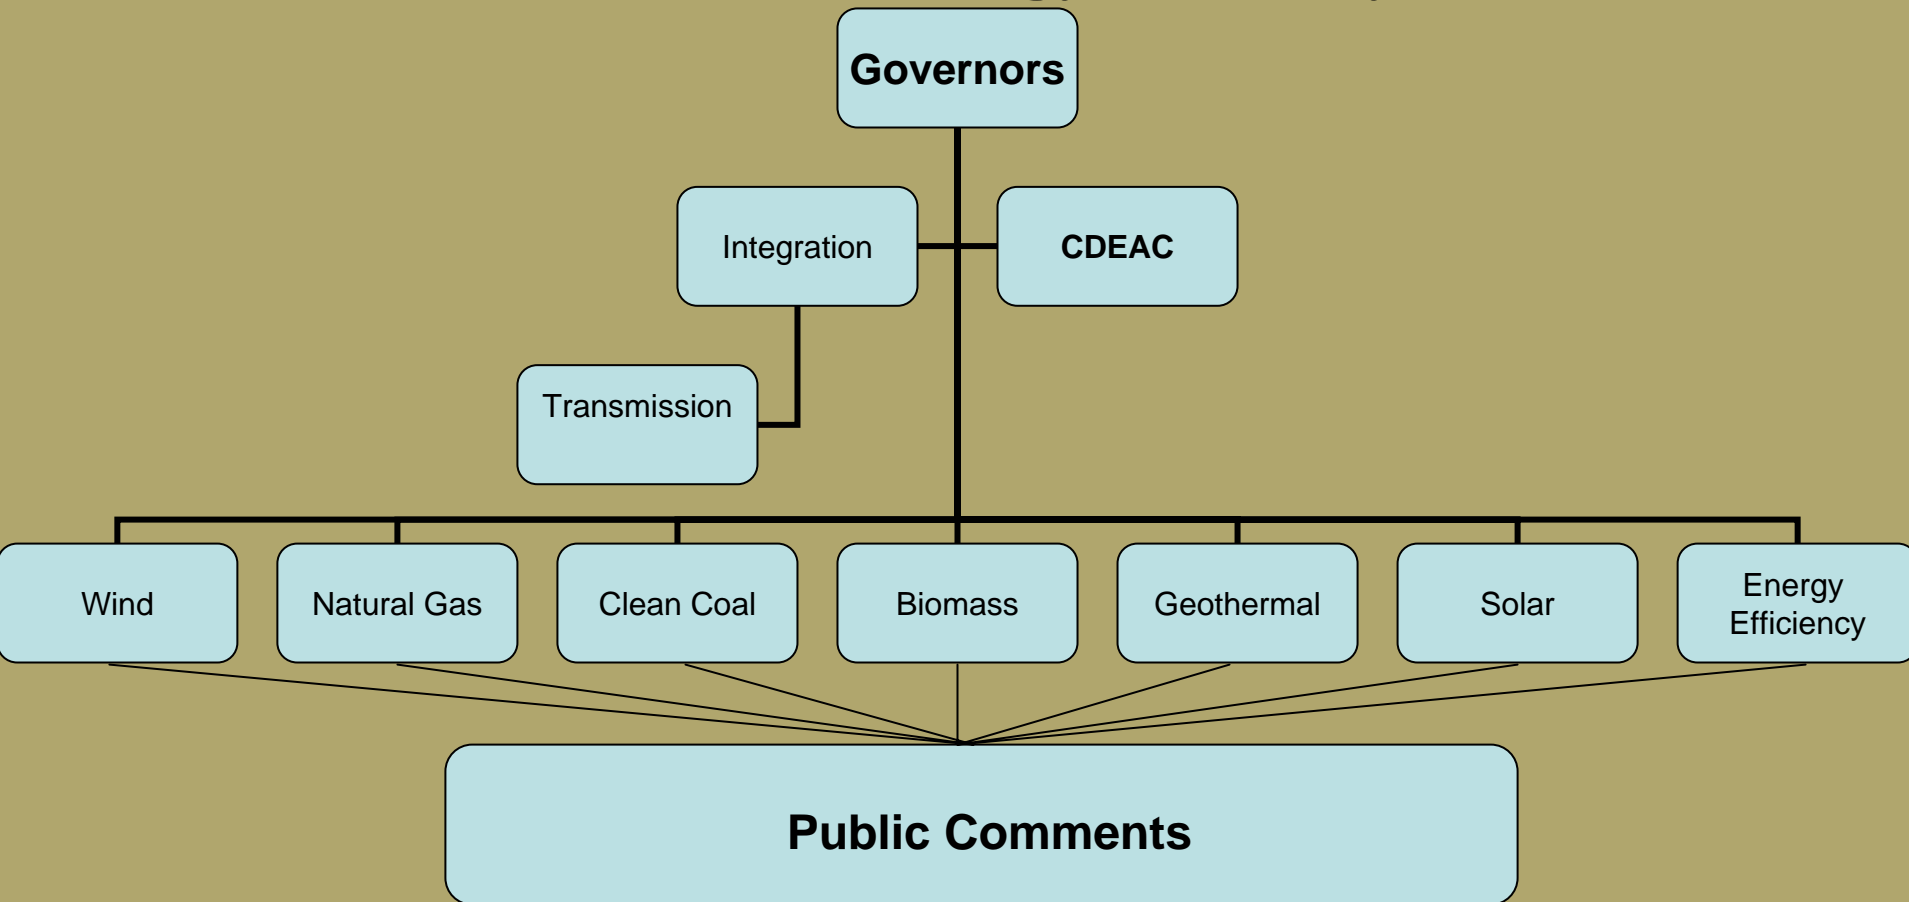 Governors
Integration
CDEAC
Transmission
Wind
Natural Gas
Clean Coal
Biomass
Geothermal
Solar
Energy
Efficiency
Public Comments